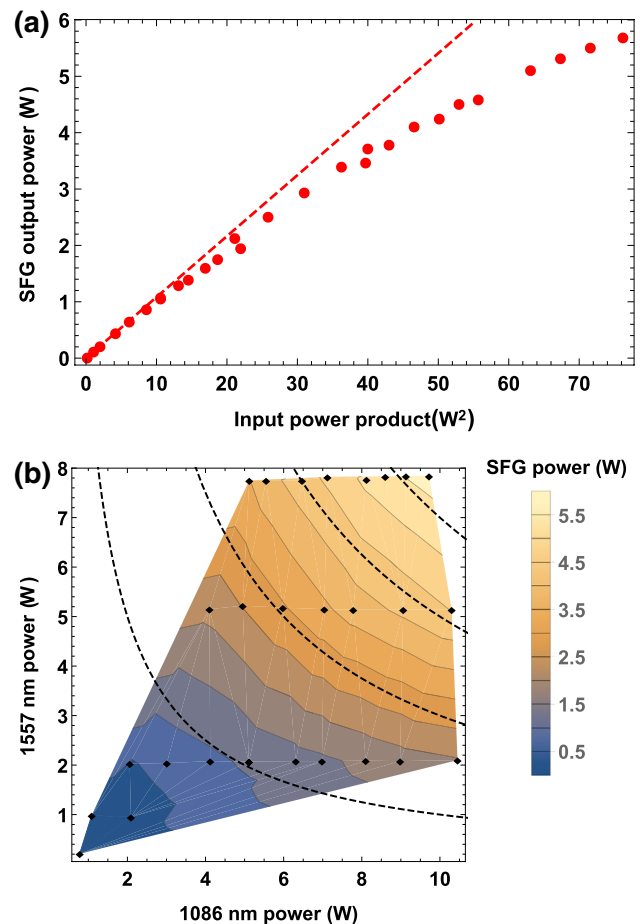 (a)
SFG output power (W)
6
5
4
3
2
1
0
0 10 20 30 40 50 60 70
Input power product(W²)
(b)
SFG power (W)
1557 nm power (W)
8
7
6
5
4
3
2
1
2 4 6 8 10
1086 nm power (W)
5.5
4.5
3.5
2.5
1.5
0.5